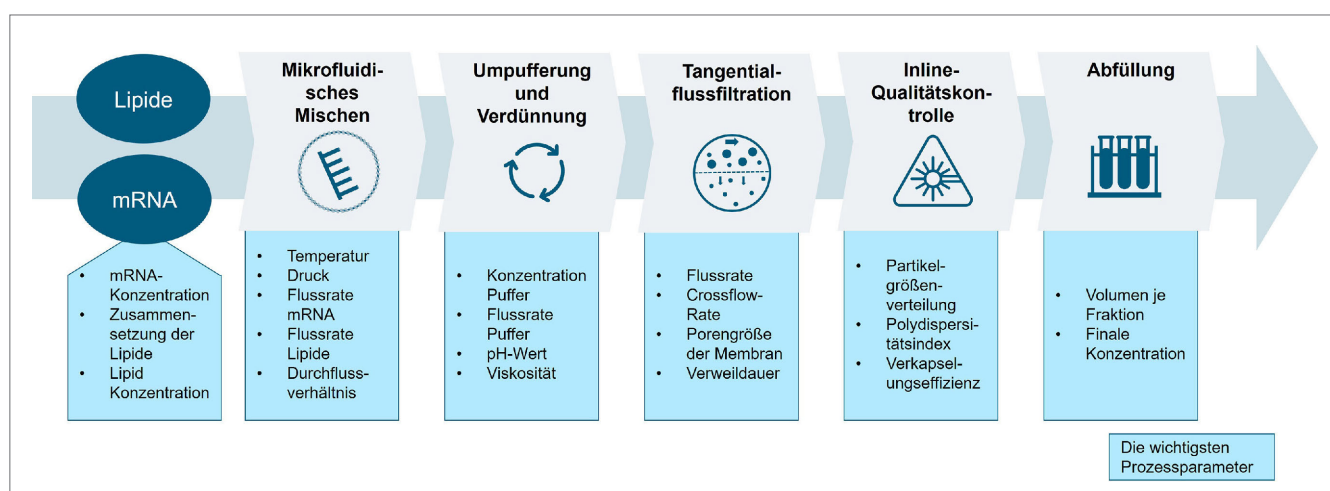 Lipide
mRNA
Mikrofluidi-
sches
Mischen
Umpufferung
und
Verdünnung
Tangential-
flussfiltration
Inline-
Qualitätskon-
trolle
Abfüllung
• mRNA-
Konzentration
• Zusammen-
setzung der
Lipide
• Lipid
Konzentration
• Temperatur
• Druck
• Flussrate
mRNA
• Flussrate
Lipide
• Durchfluss-
verhältnis
• Konzentration
Puffer
• Flussrate
Puffer
• pH-Wert
• Viskosität
• Flussrate
• Crossflow-
Rate
• Porengröße
der Membran
• Verweildauer
• Partikel-
größen-
verteilung
• Polydispersi-
tätsindex
• Verkapsel-
ungseffizienz
• Volumen je
Fraktion
• Finale
Konzentration
Die wichtigsten
Prozessparameter